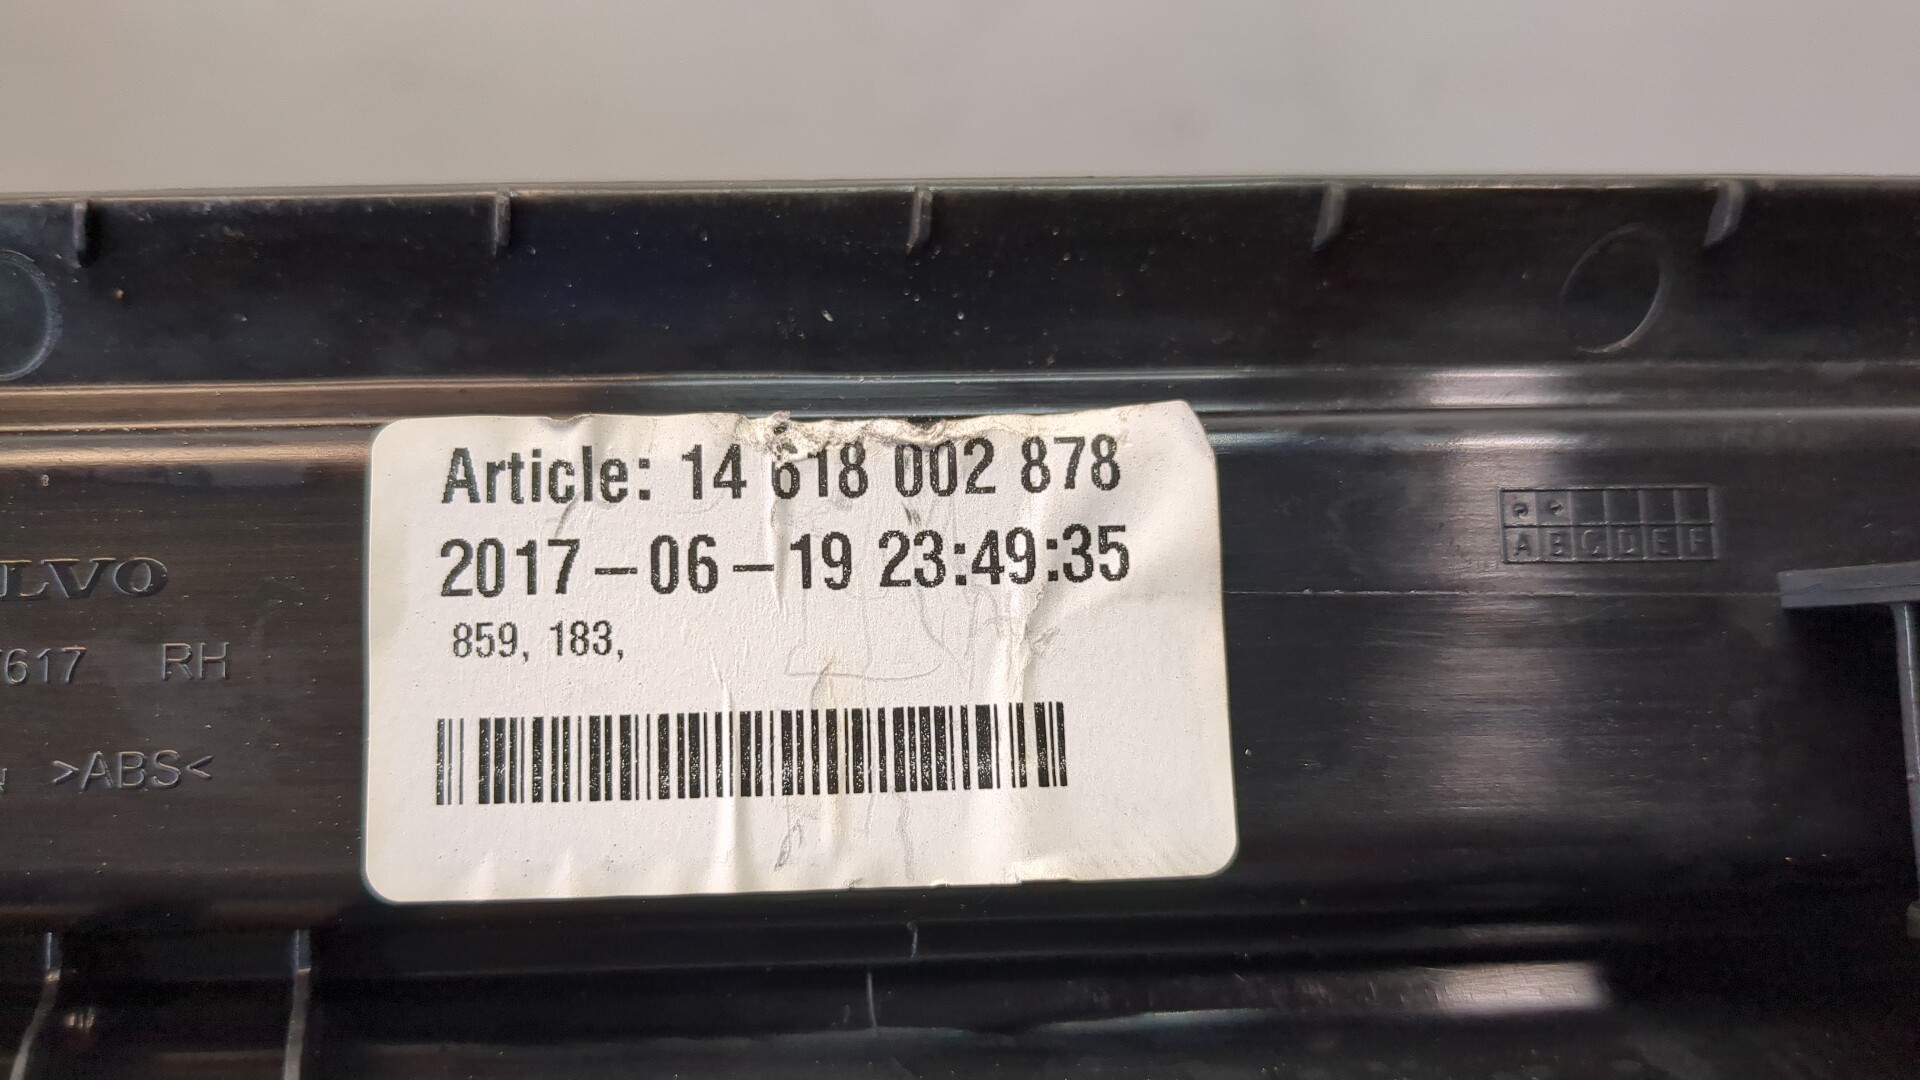 Article: 14 618 002 878
2017-06-19 23:49:35
859, 183,
LVO
617 RH
>ABS<
A B C D E F